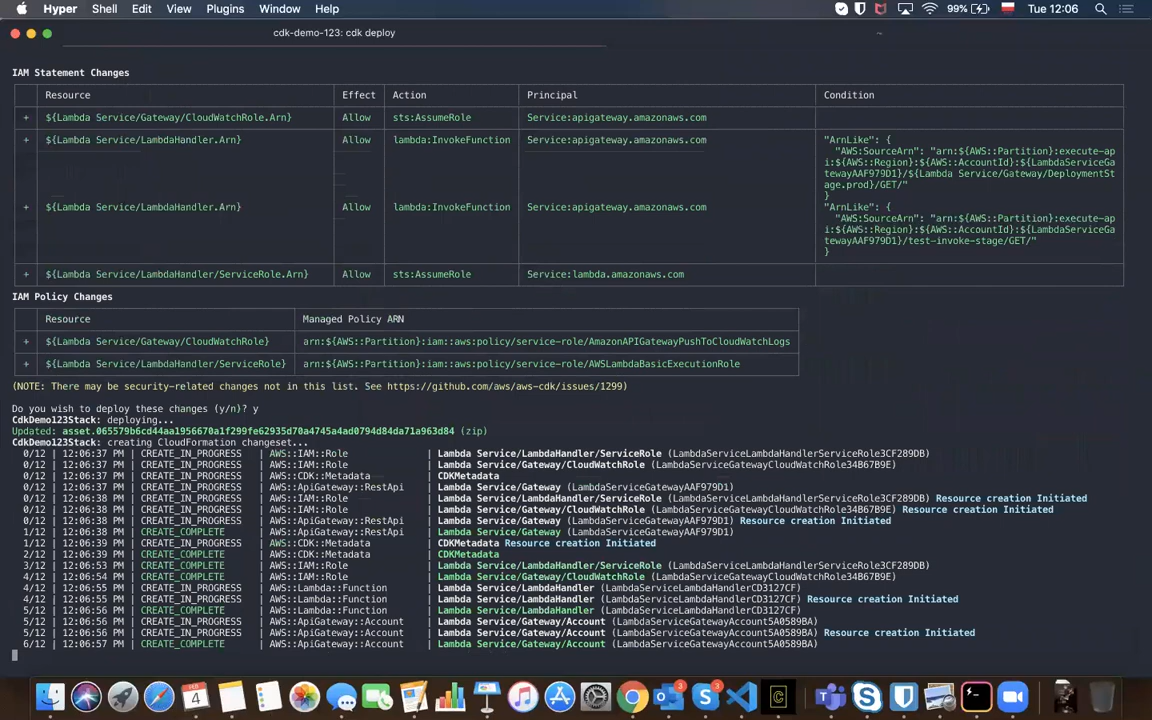 Hyper Shell Edit View Plugins Window Help 99% Tue 12:06
cdk-demo-123: cdk deploy ~
IAM Statement Changes
Resource Effect Action Principal Condition
+ ${Lambda Service/Gateway/CloudWatchRole.Arn} Allow sts:AssumeRole Service:apigateway.amazonaws.com
+ ${Lambda Service/LambdaHandler.Arn} Allow lambda:InvokeFunction Service:apigateway.amazonaws.com "ArnLike": {
"AWS:SourceArn": "arn:${AWS::Partition}:execute-ap
i:${AWS::Region}:${AWS::AccountId}:${LambdaServiceGa
tewayAAF979D1}/${Lambda Service/Gateway/DeploymentSt
age.prod}/GET/"
}
+ ${Lambda Service/LambdaHandler.Arn} Allow lambda:InvokeFunction Service:apigateway.amazonaws.com "ArnLike": {
"AWS:SourceArn": "arn:${AWS::Partition}:execute-ap
i:${AWS::Region}:${AWS::AccountId}:${LambdaServiceGa
tewayAAF979D1}/test-invoke-stage/GET/"
}
+ ${Lambda Service/LambdaHandler/ServiceRole.Arn} Allow sts:AssumeRole Service:lambda.amazonaws.com
IAM Policy Changes
Resource Managed Policy ARN
+ ${Lambda Service/Gateway/CloudWatchRole} arn:${AWS::Partition}:iam::aws:policy/service-role/AmazonAPIGatewayPushToCloudWatchLogs
+ ${Lambda Service/LambdaHandler/ServiceRole} arn:${AWS::Partition}:iam::aws:policy/service-role/AWSLambdaBasicExecutionRole
(NOTE: There may be security-related changes not in this list. See https://github.com/aws/aws-cdk/issues/1299)
Do you wish to deploy these changes (y/n)? y
CdkDemo123Stack: deploying...
Updated: asset.065579b6cd44aa1956670a1f299fe62935d70a4745a4ad0794d84da71a963d84 (zip)
CdkDemo123Stack: creating CloudFormation changeset...
0/12 | 12:06:37 PM | CREATE_IN_PROGRESS | AWS::IAM::Role | Lambda Service/LambdaHandler/ServiceRole (LambdaServiceLambdaHandlerServiceRole3CF289DB)
0/12 | 12:06:37 PM | CREATE_IN_PROGRESS | AWS::IAM::Role | Lambda Service/Gateway/CloudWatchRole (LambdaServiceGatewayCloudWatchRole34B67B9E)
0/12 | 12:06:37 PM | CREATE_IN_PROGRESS | AWS::CDK::Metadata | CDKMetadata
0/12 | 12:06:37 PM | CREATE_IN_PROGRESS | AWS::ApiGateway::RestApi | Lambda Service/Gateway (LambdaServiceGatewayAAF979D1)
0/12 | 12:06:38 PM | CREATE_IN_PROGRESS | AWS::IAM::Role | Lambda Service/LambdaHandler/ServiceRole (LambdaServiceLambdaHandlerServiceRole3CF289DB) Resource creation Initiated
0/12 | 12:06:38 PM | CREATE_IN_PROGRESS | AWS::IAM::Role | Lambda Service/Gateway/CloudWatchRole (LambdaServiceGatewayCloudWatchRole34B67B9E) Resource creation Initiated
0/12 | 12:06:38 PM | CREATE_IN_PROGRESS | AWS::ApiGateway::RestApi | Lambda Service/Gateway (LambdaServiceGatewayAAF979D1) Resource creation Initiated
1/12 | 12:06:38 PM | CREATE_COMPLETE | AWS::ApiGateway::RestApi | Lambda Service/Gateway (LambdaServiceGatewayAAF979D1)
1/12 | 12:06:39 PM | CREATE_IN_PROGRESS | AWS::CDK::Metadata | CDKMetadata Resource creation Initiated
2/12 | 12:06:39 PM | CREATE_COMPLETE | AWS::CDK::Metadata | CDKMetadata
3/12 | 12:06:53 PM | CREATE_COMPLETE | AWS::IAM::Role | Lambda Service/LambdaHandler/ServiceRole (LambdaServiceLambdaHandlerServiceRole3CF289DB)
4/12 | 12:06:54 PM | CREATE_COMPLETE | AWS::IAM::Role | Lambda Service/Gateway/CloudWatchRole (LambdaServiceGatewayCloudWatchRole34B67B9E)
4/12 | 12:06:55 PM | CREATE_IN_PROGRESS | AWS::Lambda::Function | Lambda Service/LambdaHandler (LambdaServiceLambdaHandlerCD3127CF)
4/12 | 12:06:55 PM | CREATE_IN_PROGRESS | AWS::Lambda::Function | Lambda Service/LambdaHandler (LambdaServiceLambdaHandlerCD3127CF) Resource creation Initiated
5/12 | 12:06:56 PM | CREATE_COMPLETE | AWS::Lambda::Function | Lambda Service/LambdaHandler (LambdaServiceLambdaHandlerCD3127CF)
5/12 | 12:06:56 PM | CREATE_IN_PROGRESS | AWS::ApiGateway::Account | Lambda Service/Gateway/Account (LambdaServiceGatewayAccount5A0589BA)
5/12 | 12:06:56 PM | CREATE_IN_PROGRESS | AWS::ApiGateway::Account | Lambda Service/Gateway/Account (LambdaServiceGatewayAccount5A0589BA) Resource creation Initiated
6/12 | 12:06:57 PM | CREATE_COMPLETE | AWS::ApiGateway::Account | Lambda Service/Gateway/Account (LambdaServiceGatewayAccount5A0589BA)